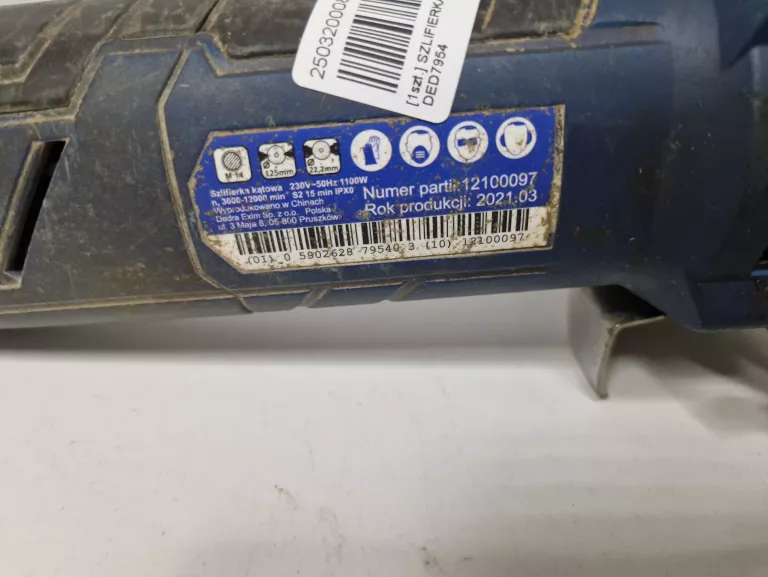 [1szt.] SZLIFIERKA
DED7954
M 14
125mm
22,2mm
Szlifierka kątowa 230V~50Hz 1100W
n. 3600-12000 min⁻ S2 15 min IPX0
Wyprodukowano w Chinach
Dedra Exim Sp. z o.o. Polska
ul. 3 Maja 8, 05-800 Pruszków
Numer partii:12100097
Rok produkcji: 2021.03
(01) 0 5902628 79540 3 (10) 12100097